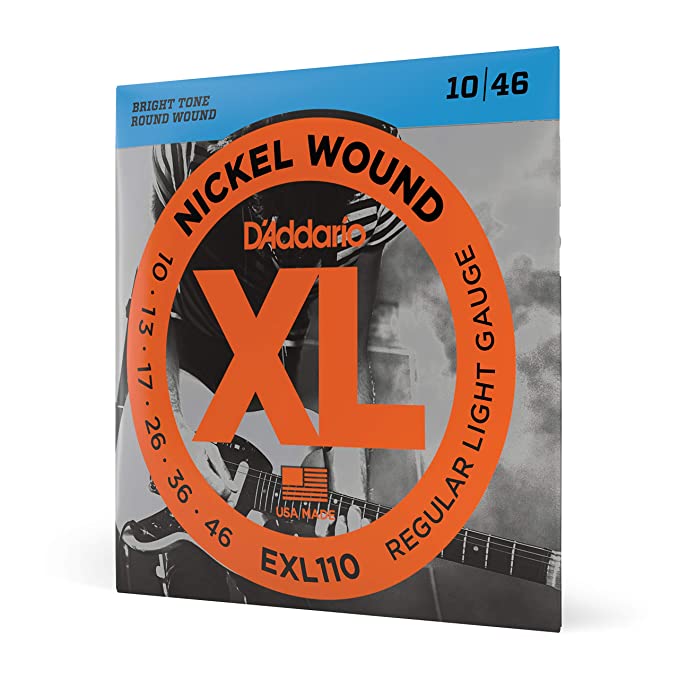 BRIGHT TONE
ROUND WOUND
10|46
NICKEL WOUND
D'Addario
XL
10 · 13 · 17 · 26 · 36 · 46
REGULAR LIGHT GAUGE
USA MADE
EXL110